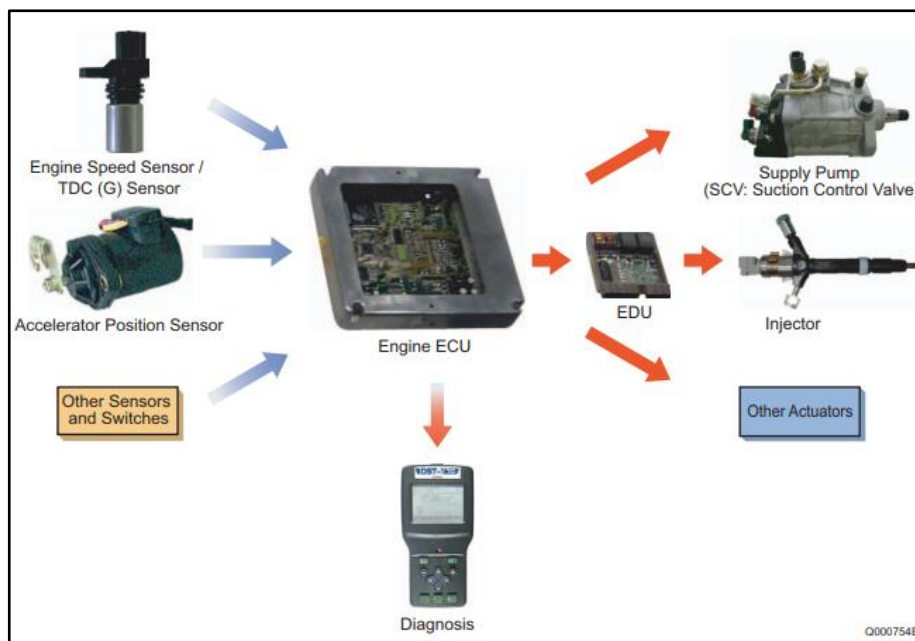 Engine Speed Sensor /
TDC (G) Sensor
Accelerator Position Sensor
Other Sensors
and Switches
Engine ECU
EDU
Supply Pump
(SCV: Suction Control Valve
Injector
Other Actuators
Diagnosis